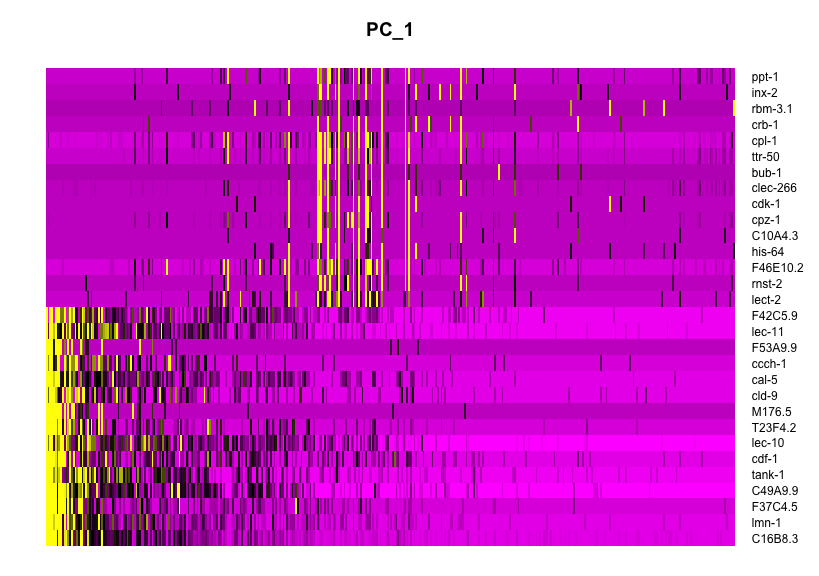 PC_1
ppt-1
inx-2
rbm-3.1
crb-1
cpl-1
ttr-50
bub-1
clec-266
cdk-1
cpz-1
C10A4.3
his-64
F46E10.2
rnst-2
lect-2
F42C5.9
lec-11
F53A9.9
ccch-1
cal-5
cld-9
M176.5
T23F4.2
lec-10
cdf-1
tank-1
C49A9.9
F37C4.5
lmn-1
C16B8.3